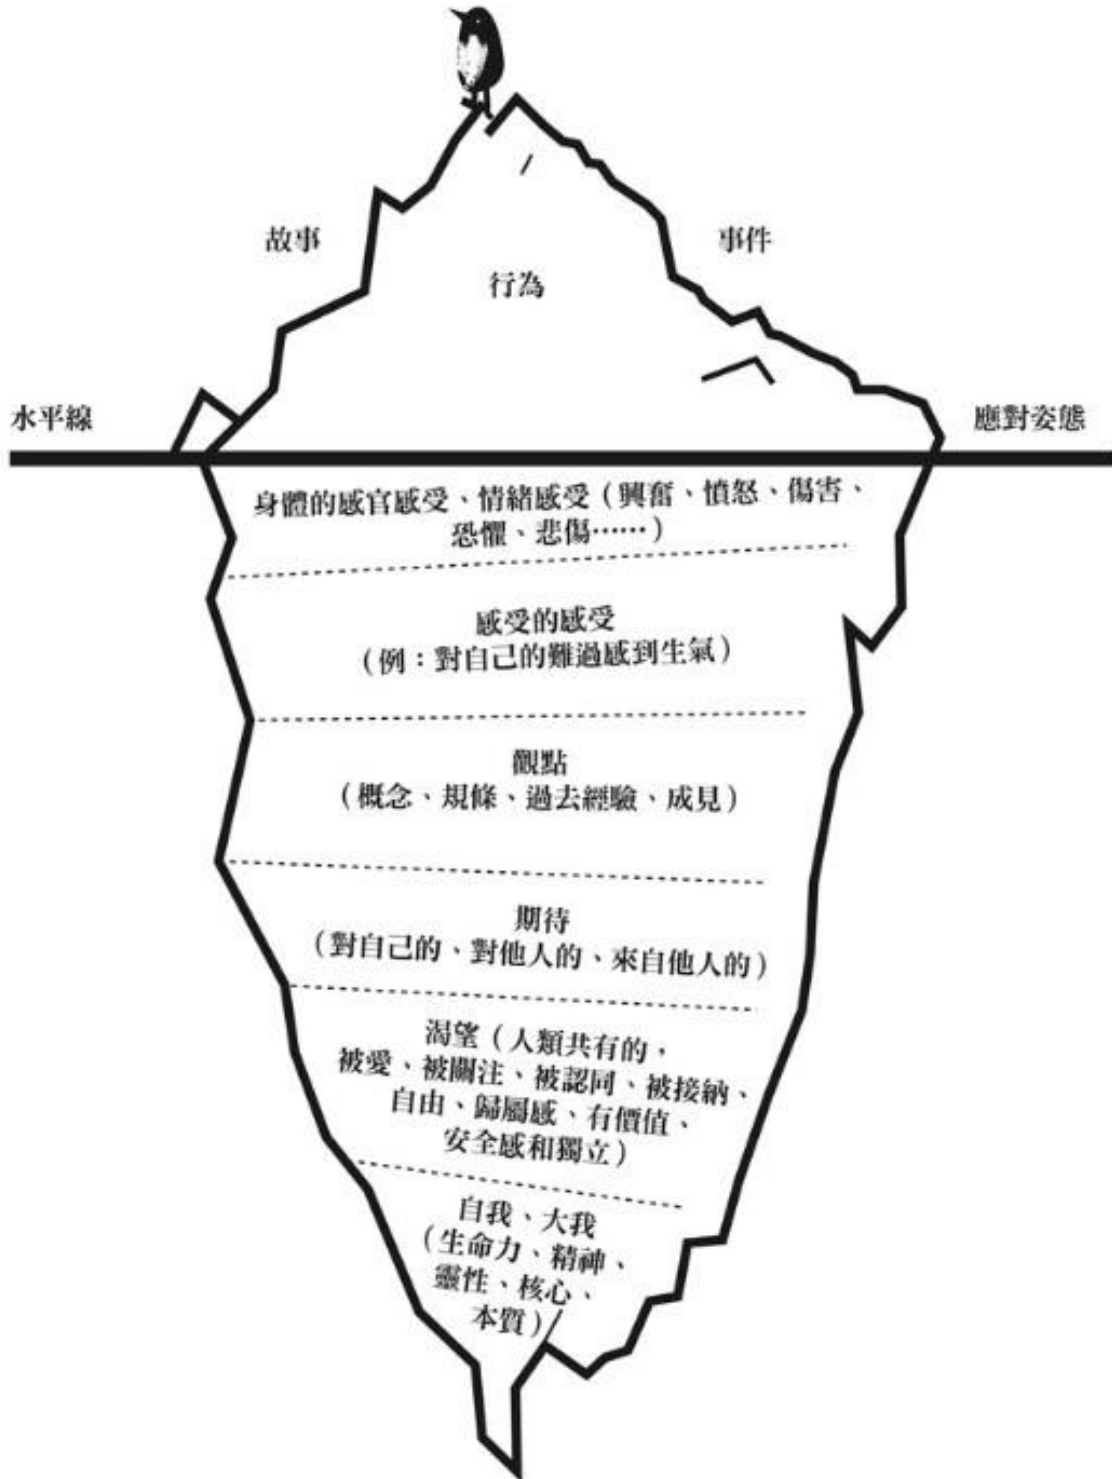 故事
事件
行為
水平線
應對姿態
身體的感官感受、情緒感受（興奮、憤怒、傷害、
恐懼、悲傷……）
感受的感受
（例：對自己的難過感到生氣）
觀點
（概念、規條、過去經驗、成見）
期待
（對自己的、對他人的、來自他人的）
渴望（人類共有的，
被愛、被關注、被認同、被接納、
自由、歸屬感、有價值、
安全感和獨立）
自我、大我
（生命力、精神、
靈性、核心、
本質）